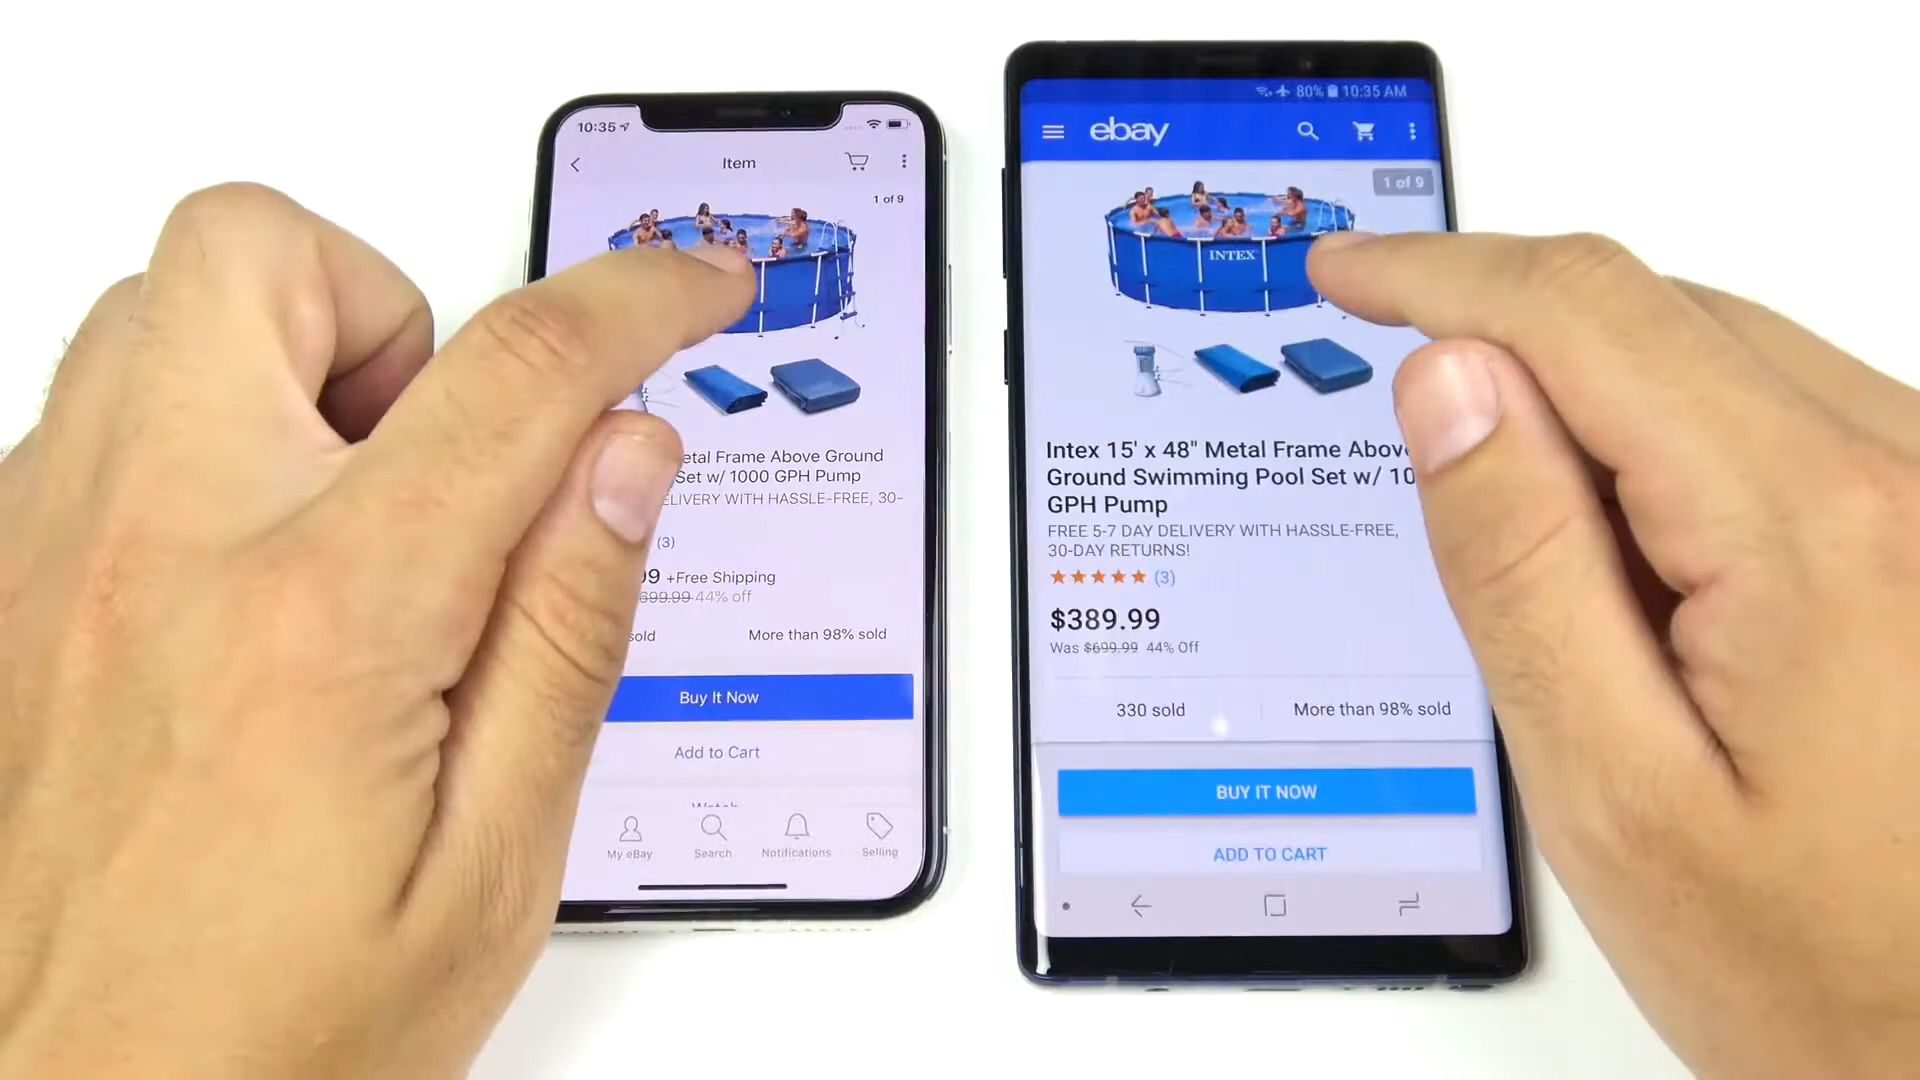 10:35
Item
1 of 9
etal Frame Above Ground
Set w/ 1000 GPH Pump
ELIVERY WITH HASSLE-FREE, 30-
(3)
99 +Free Shipping
699.99 44% off
sold
More than 98% sold
Buy It Now
Add to Cart
Watch
My eBay
Search
Notifications
Selling
80% 10:35 AM
ebay
1 of 9
INTEX
Intex 15' x 48" Metal Frame Above
Ground Swimming Pool Set w/ 10
GPH Pump
FREE 5-7 DAY DELIVERY WITH HASSLE-FREE,
30-DAY RETURNS!
(3)
$389.99
Was $699.99 44% Off
330 sold
More than 98% sold
BUY IT NOW
ADD TO CART